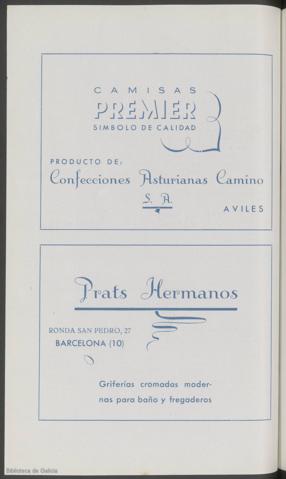 CAMISAS
PREMIER
SIMBOLO DE CALIDAD
PRODUCTO DE:
Confecciones Asturianas Camino
S. A.
AVILES
Prats Hermanos
RONDA SAN PEDRO, 27
BARCELONA (10)
Griferías cromadas moder-
nas para baño y fregaderos
Biblioteca de Galicia